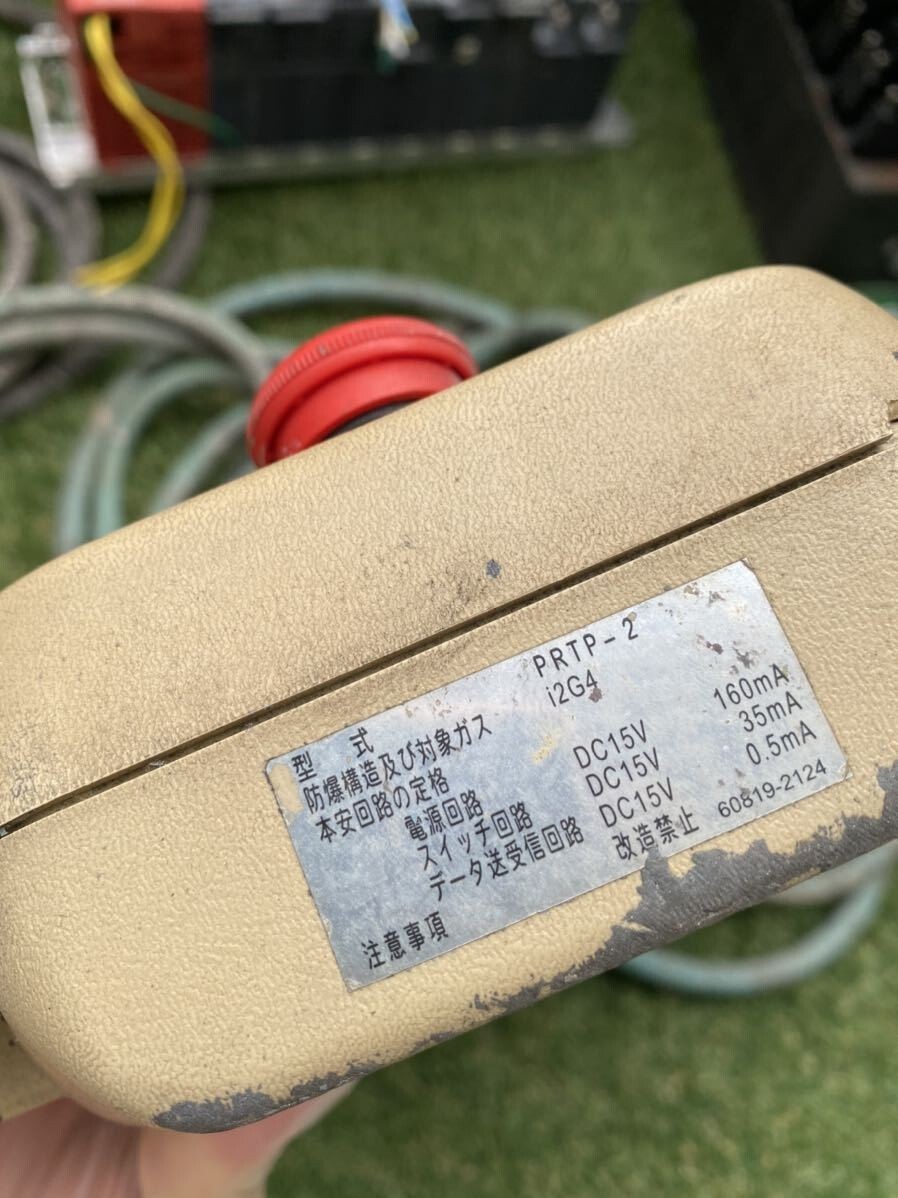 型 式 PRTP-2
防爆構造及び対象ガス i2G4
本安回路の定格
電源回路 DC15V 160mA
スイッチ回路 DC15V 35mA
データ送受信回路 DC15V 0.5mA
注意事項 改造禁止 60819-2124